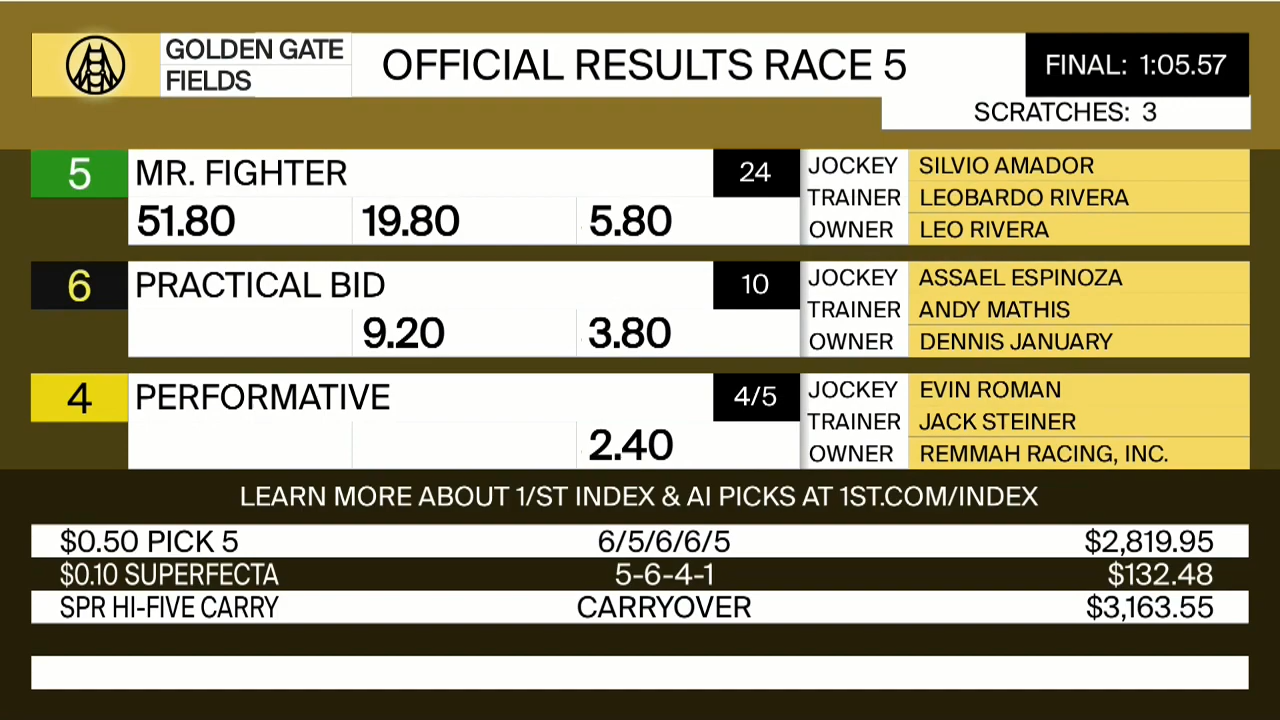 GOLDEN GATE FIELDS
OFFICIAL RESULTS RACE 5
FINAL: 1:05.57
SCRATCHES: 3
5 MR. FIGHTER 24
51.80 19.80 5.80
JOCKEY SILVIO AMADOR
TRAINER LEOBARDO RIVERA
OWNER LEO RIVERA
6 PRACTICAL BID 10
9.20 3.80
JOCKEY ASSAEL ESPINOZA
TRAINER ANDY MATHIS
OWNER DENNIS JANUARY
4 PERFORMATIVE 4/5
2.40
JOCKEY EVIN ROMAN
TRAINER JACK STEINER
OWNER REMMAH RACING, INC.
LEARN MORE ABOUT 1/ST INDEX & AI PICKS AT 1ST.COM/INDEX
$0.50 PICK 5 6/5/6/6/5 $2,819.95
$0.10 SUPERFECTA 5-6-4-1 $132.48
SPR HI-FIVE CARRY CARRYOVER $3,163.55